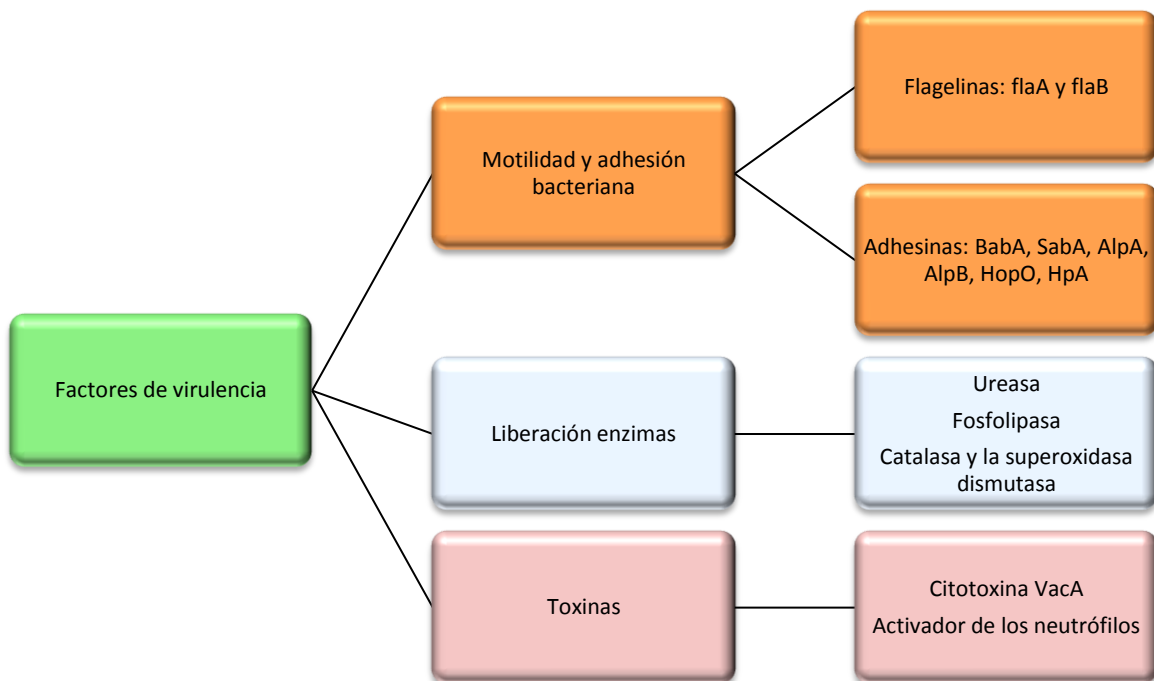 Factores de virulencia
Motilidad y adhesión
bacteriana
Flagelinas: flaA y flaB
Adhesinas: BabA, SabA, AlpA,
AlpB, HopO, HpA
Liberación enzimas
Ureasa
Fosfolipasa
Catalasa y la superoxidasa
dismutasa
Toxinas
Citotoxina VacA
Activador de los neutrófilos